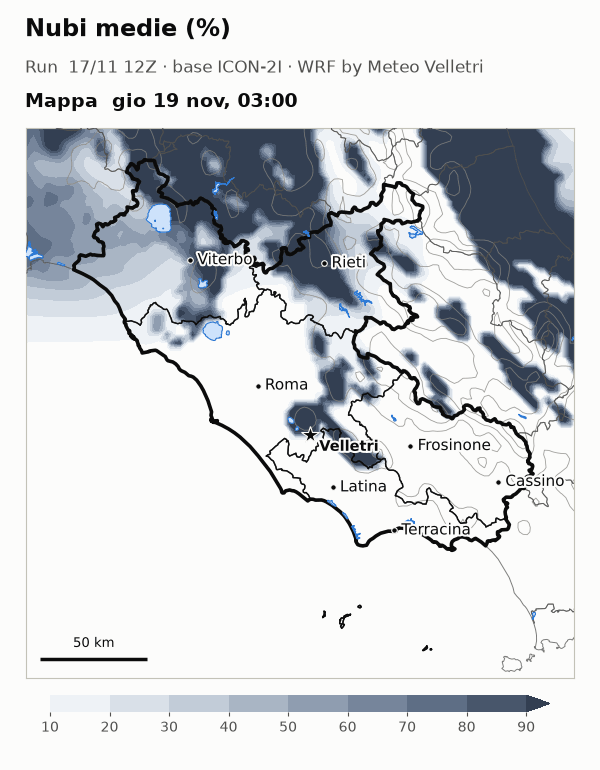 Nubi medie (%)
Run  17/11 12Z · base ICON-2I · WRF by Meteo Velletri
Mappa  gio 19 nov, 03:00
Viterbo
Rieti
Roma
Velletri
Frosinone
Cassino
Latina
Terracina
50 km
10 20 30 40 50 60 70 80 90